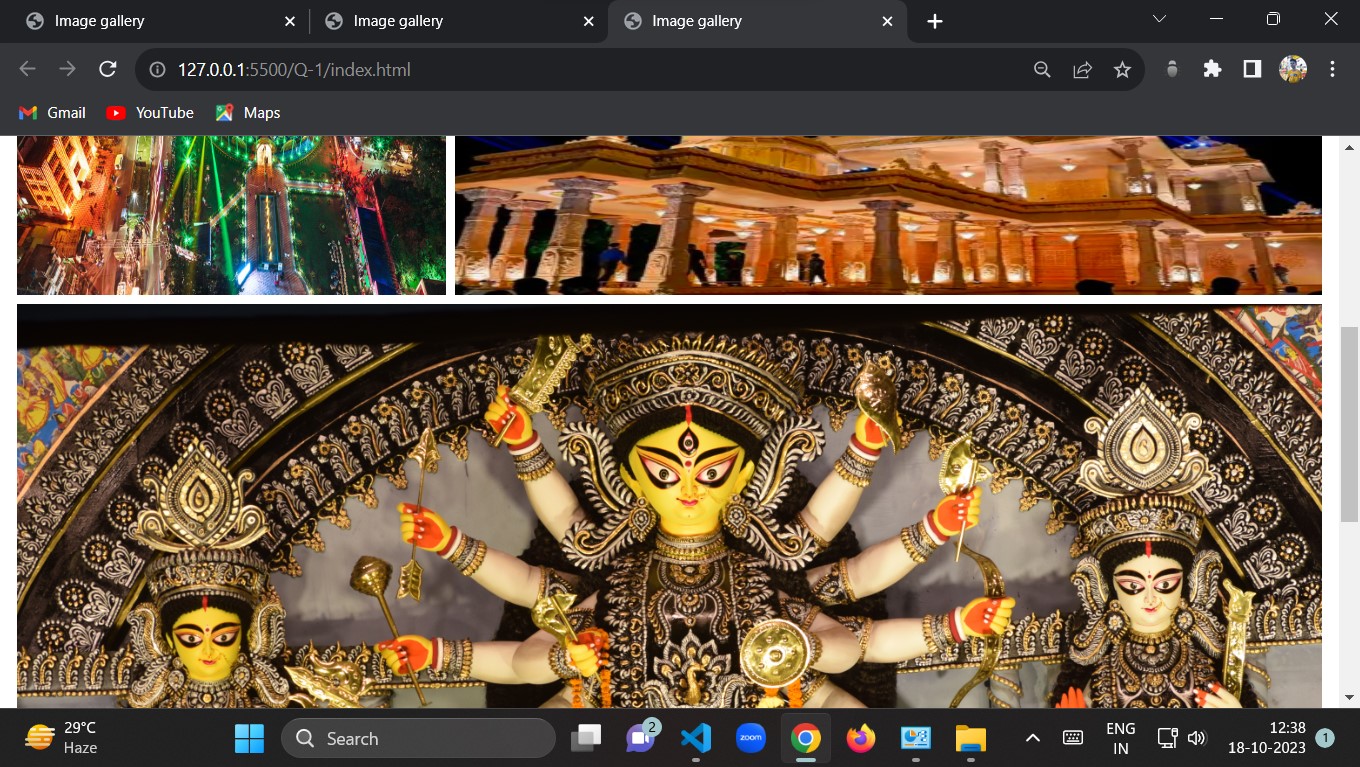 Image gallery
Image gallery
Image gallery
127.0.0.1:5500/Q-1/index.html
Gmail
YouTube
Maps
29°C
Haze
Search
2
zoom
ENG
IN
12:38
18-10-2023
1